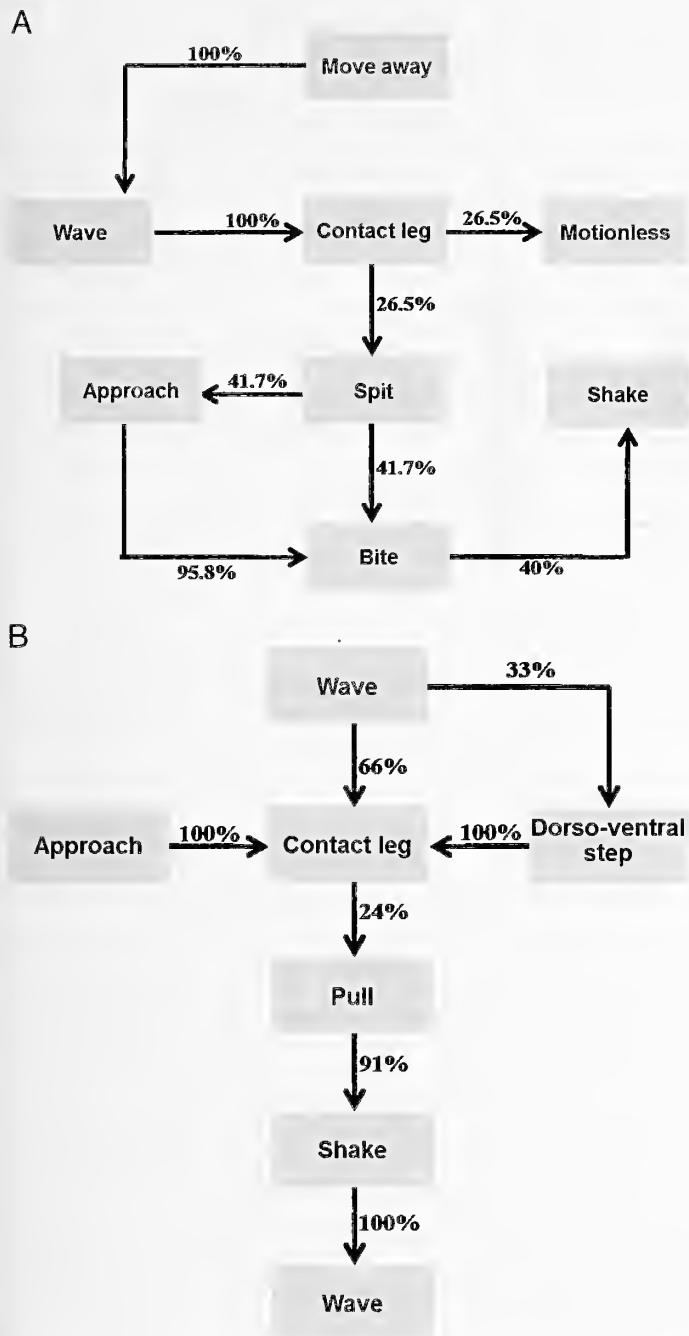 A
100%
Move away
Wave
100%
Contact leg
26.5%
Motionless
26.5%
Approach
41.7%
Spit
Shake
41.7%
95.8%
Bite
40%
B
Wave
33%
66%
Approach
100%
Contact leg
100%
Dorso-ventral
step
24%
Pull
91%
Shake
100%
Wave